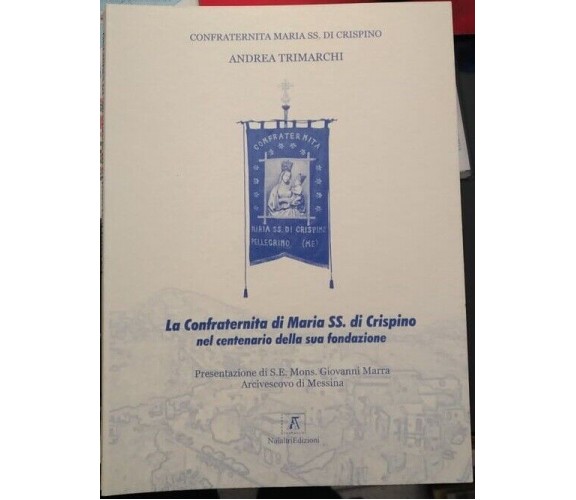 CONFRATERNITA MARIA SS. DI CRISPINO
ANDREA TRIMARCHI
CONFRATERNITA
MARIA SS. DI CRISPINO
PELLEGRINO (ME)
La Confraternita di Maria SS. di Crispino
nel centenario della sua fondazione
Presentazione di S.E. Mons. Giovanni Marra
Arcivescovo di Messina